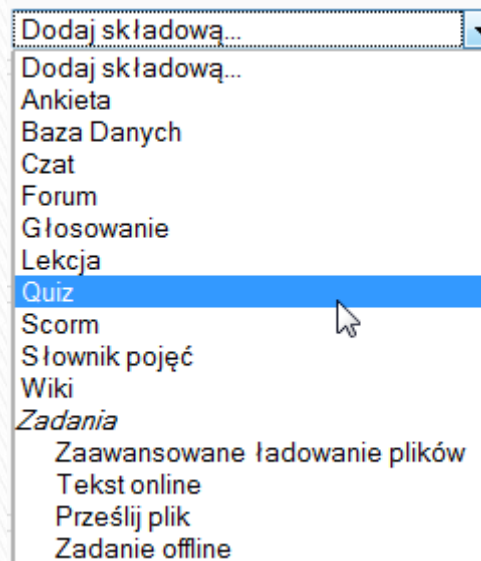 Dodaj składową...
Dodaj składową...
Ankieta
Baza Danych
Czat
Forum
Głosowanie
Lekcja
Quiz
Scorm
Słownik pojęć
Wiki
Zadania
Zaawansowane ładowanie plików
Tekst online
Prześlij plik
Zadanie offline